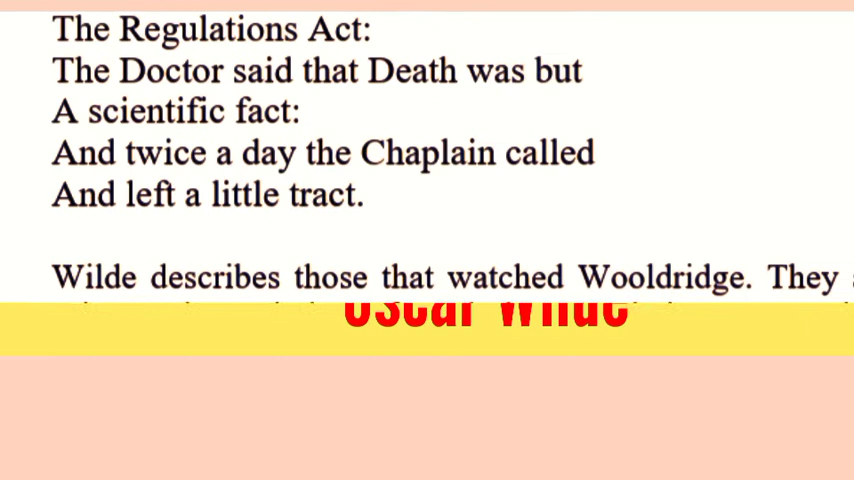 The Regulations Act:
The Doctor said that Death was but
A scientific fact:
And twice a day the Chaplain called
And left a little tract.
Wilde describes those that watched Wooldridge. They
Oscar Wilde